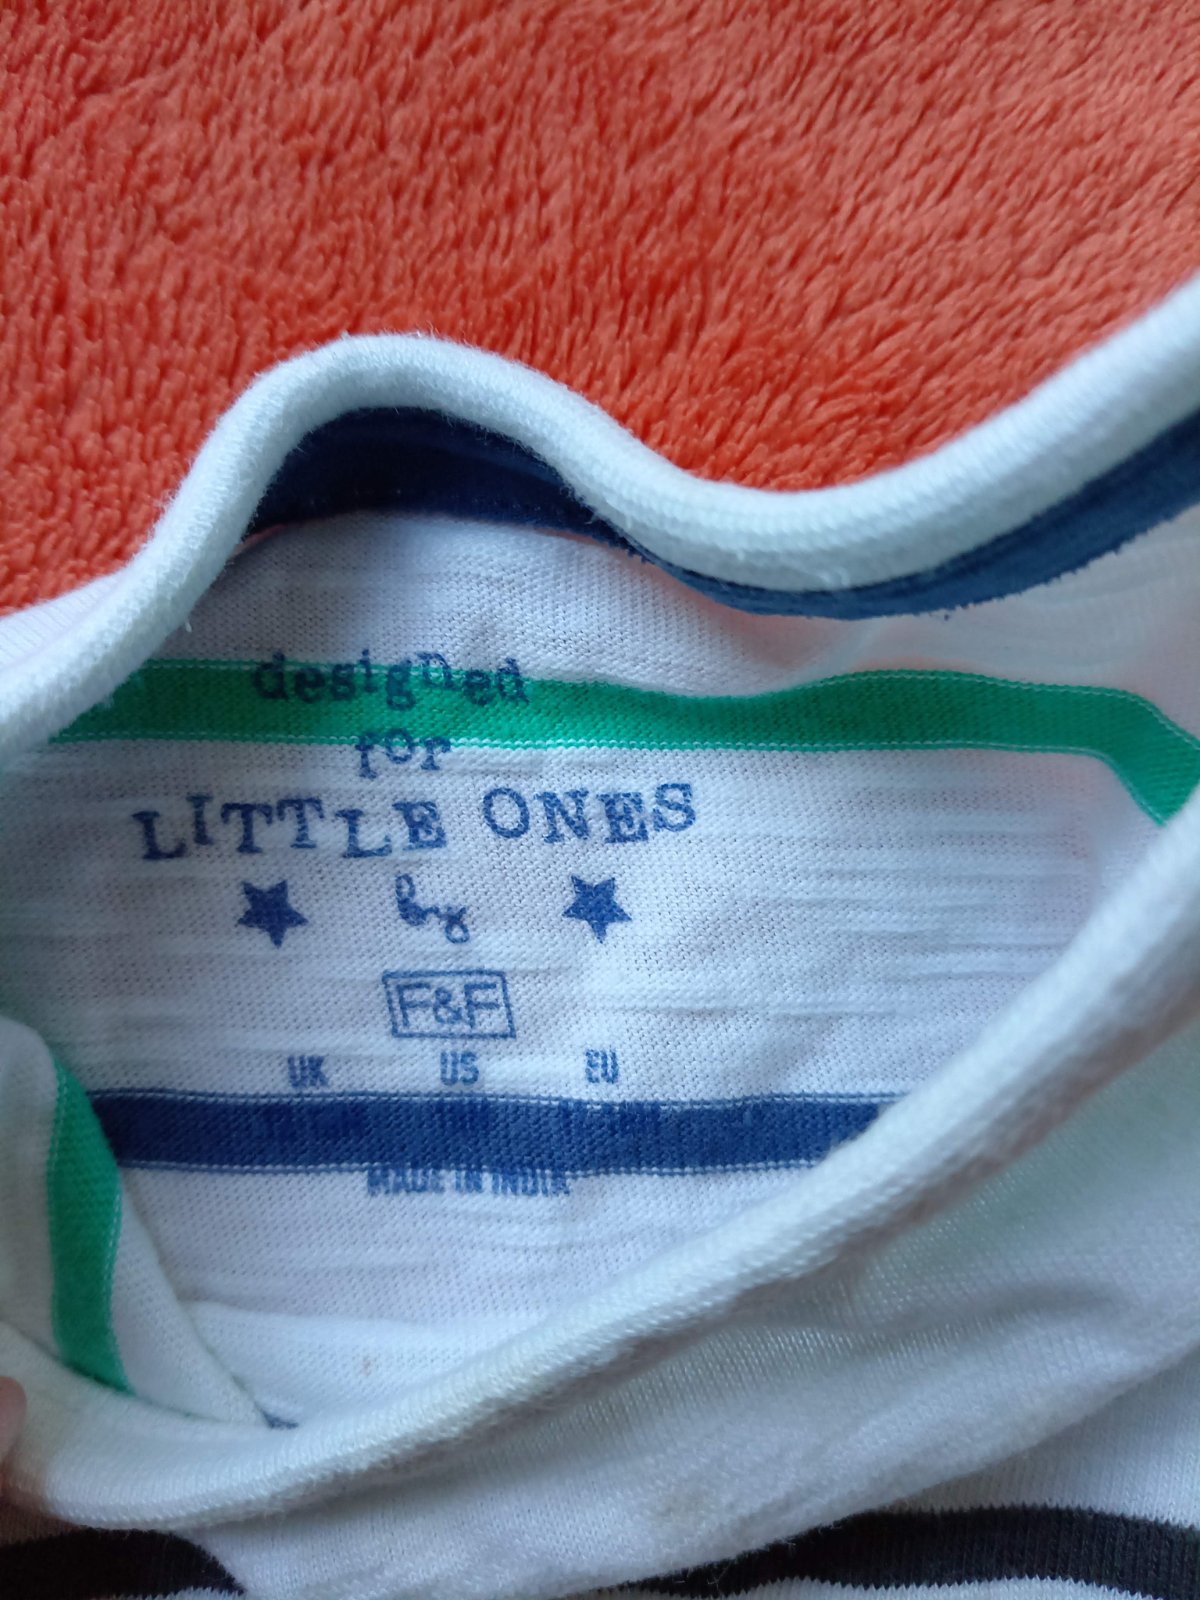 designed
for
LITTLE ONES
by
F&F
UK US EU
MADE IN INDIA